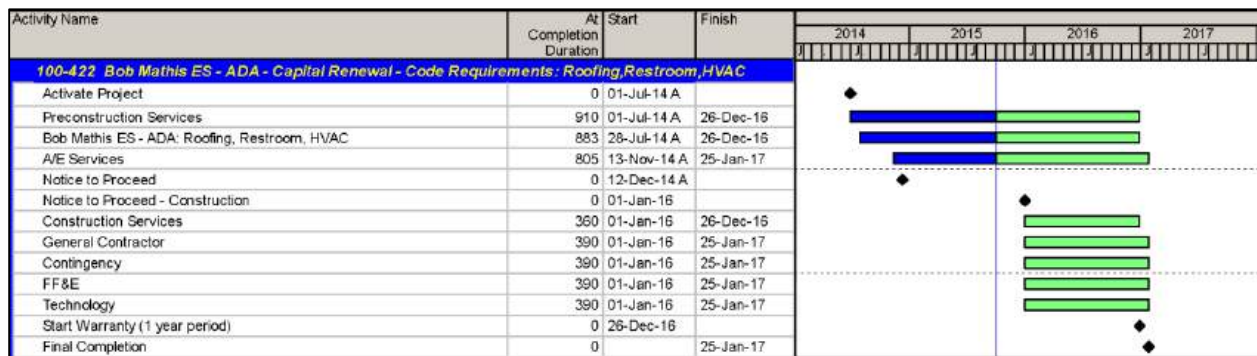 Activity Name At Completion Duration Start Finish 2014 2015 2016 2017
J J J J J J J
100-422 Bob Mathis ES - ADA - Capital Renewal - Code Requirements: Roofing,Restroom,HVAC
Activate Project 0 01-Jul-14 A
Preconstruction Services 910 01-Jul-14 A 26-Dec-16
Bob Mathis ES - ADA: Roofing, Restroom, HVAC 883 28-Jul-14 A 26-Dec-16
A/E Services 805 13-Nov-14 A 25-Jan-17
Notice to Proceed 0 12-Dec-14 A
Notice to Proceed - Construction 0 01-Jan-16
Construction Services 360 01-Jan-16 26-Dec-16
General Contractor 390 01-Jan-16 25-Jan-17
Contingency 390 01-Jan-16 25-Jan-17
FF&E 390 01-Jan-16 25-Jan-17
Technology 390 01-Jan-16 25-Jan-17
Start Warranty (1 year period) 0 26-Dec-16
Final Completion 0 25-Jan-17